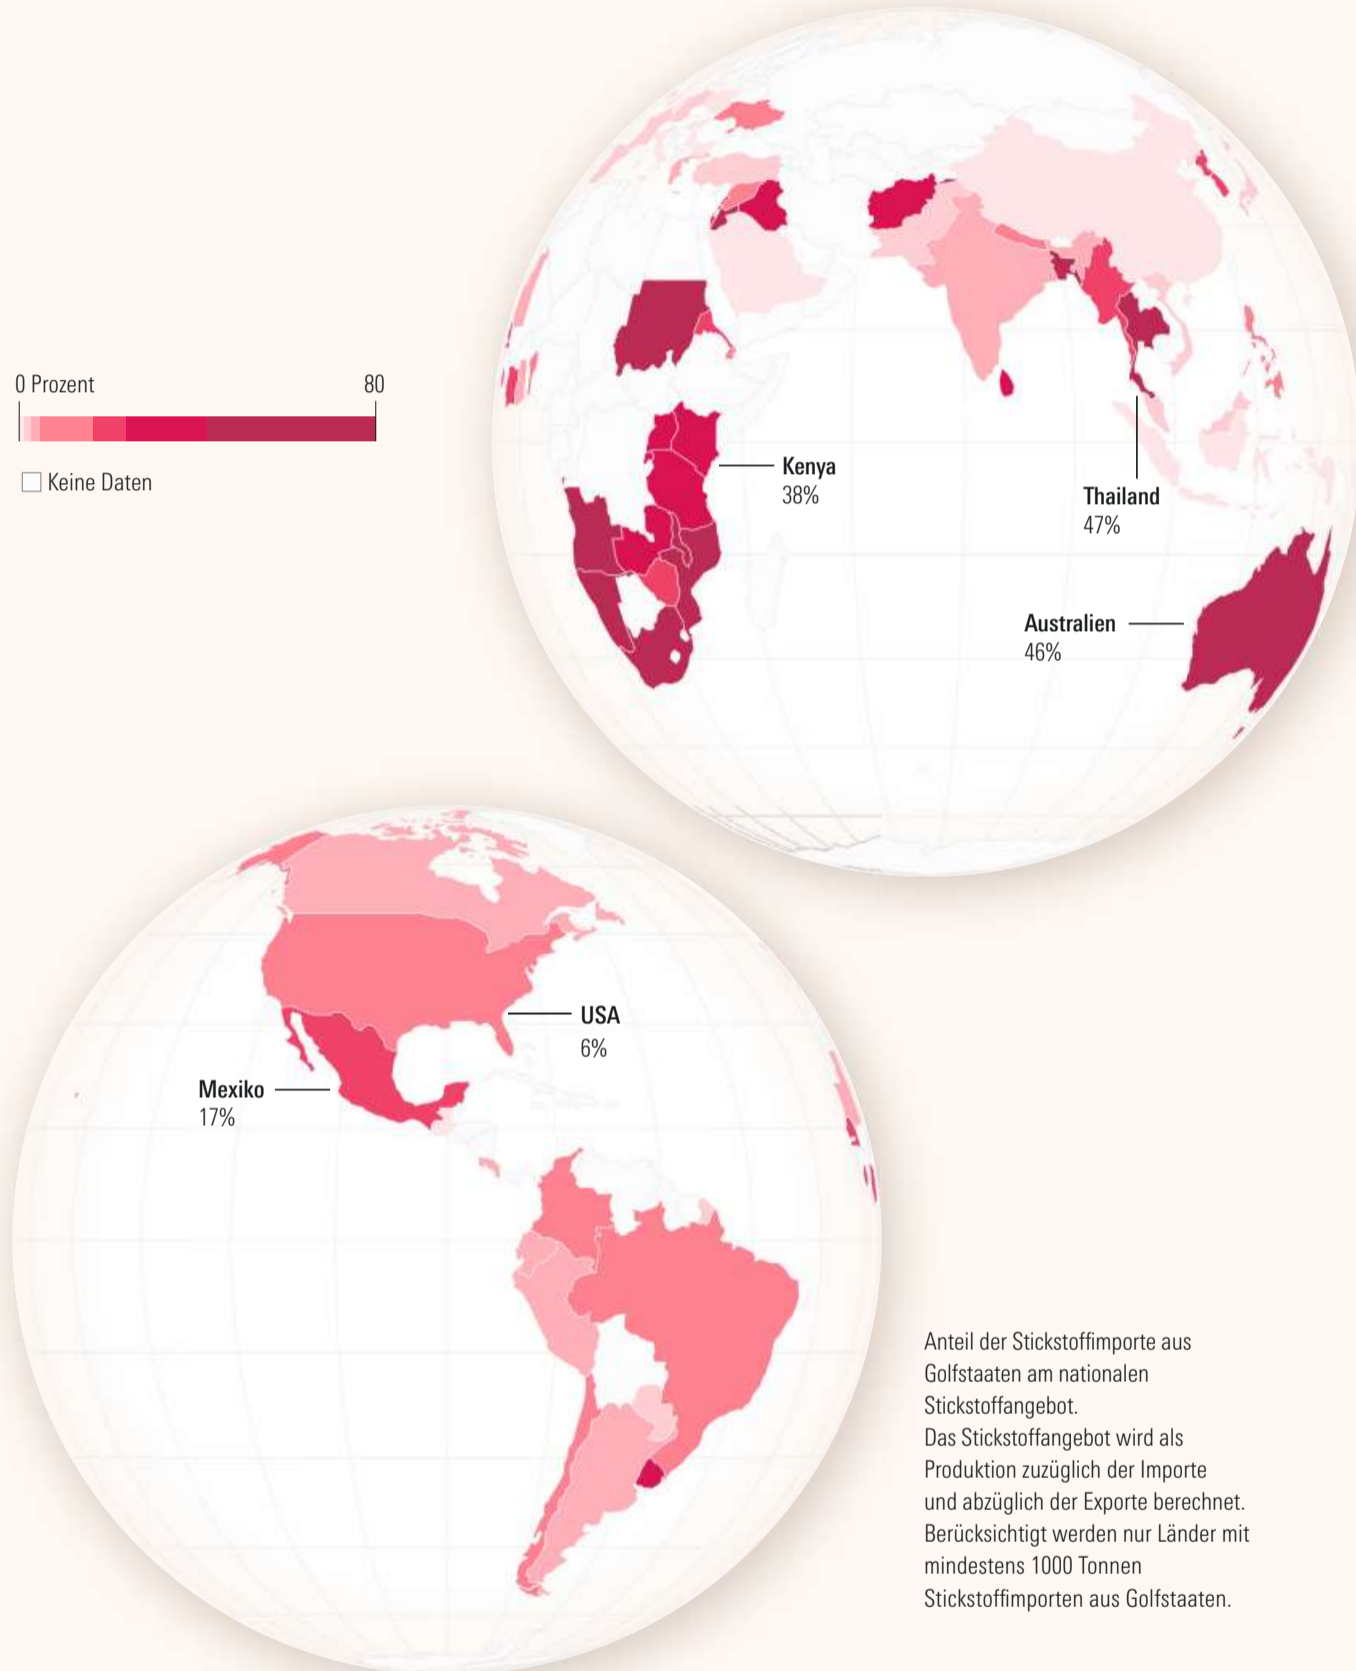 0 Prozent 80
Keine Daten
Kenya
38%
Thailand
47%
Australien
46%
USA
6%
Mexiko
17%
Anteil der Stickstoffimporte aus
Golfstaaten am nationalen
Stickstoffangebot.
Das Stickstoffangebot wird als
Produktion zuzüglich der Importe
und abzüglich der Exporte berechnet.
Berücksichtigt werden nur Länder mit
mindestens 1000 Tonnen
Stickstoffimporten aus Golfstaaten.